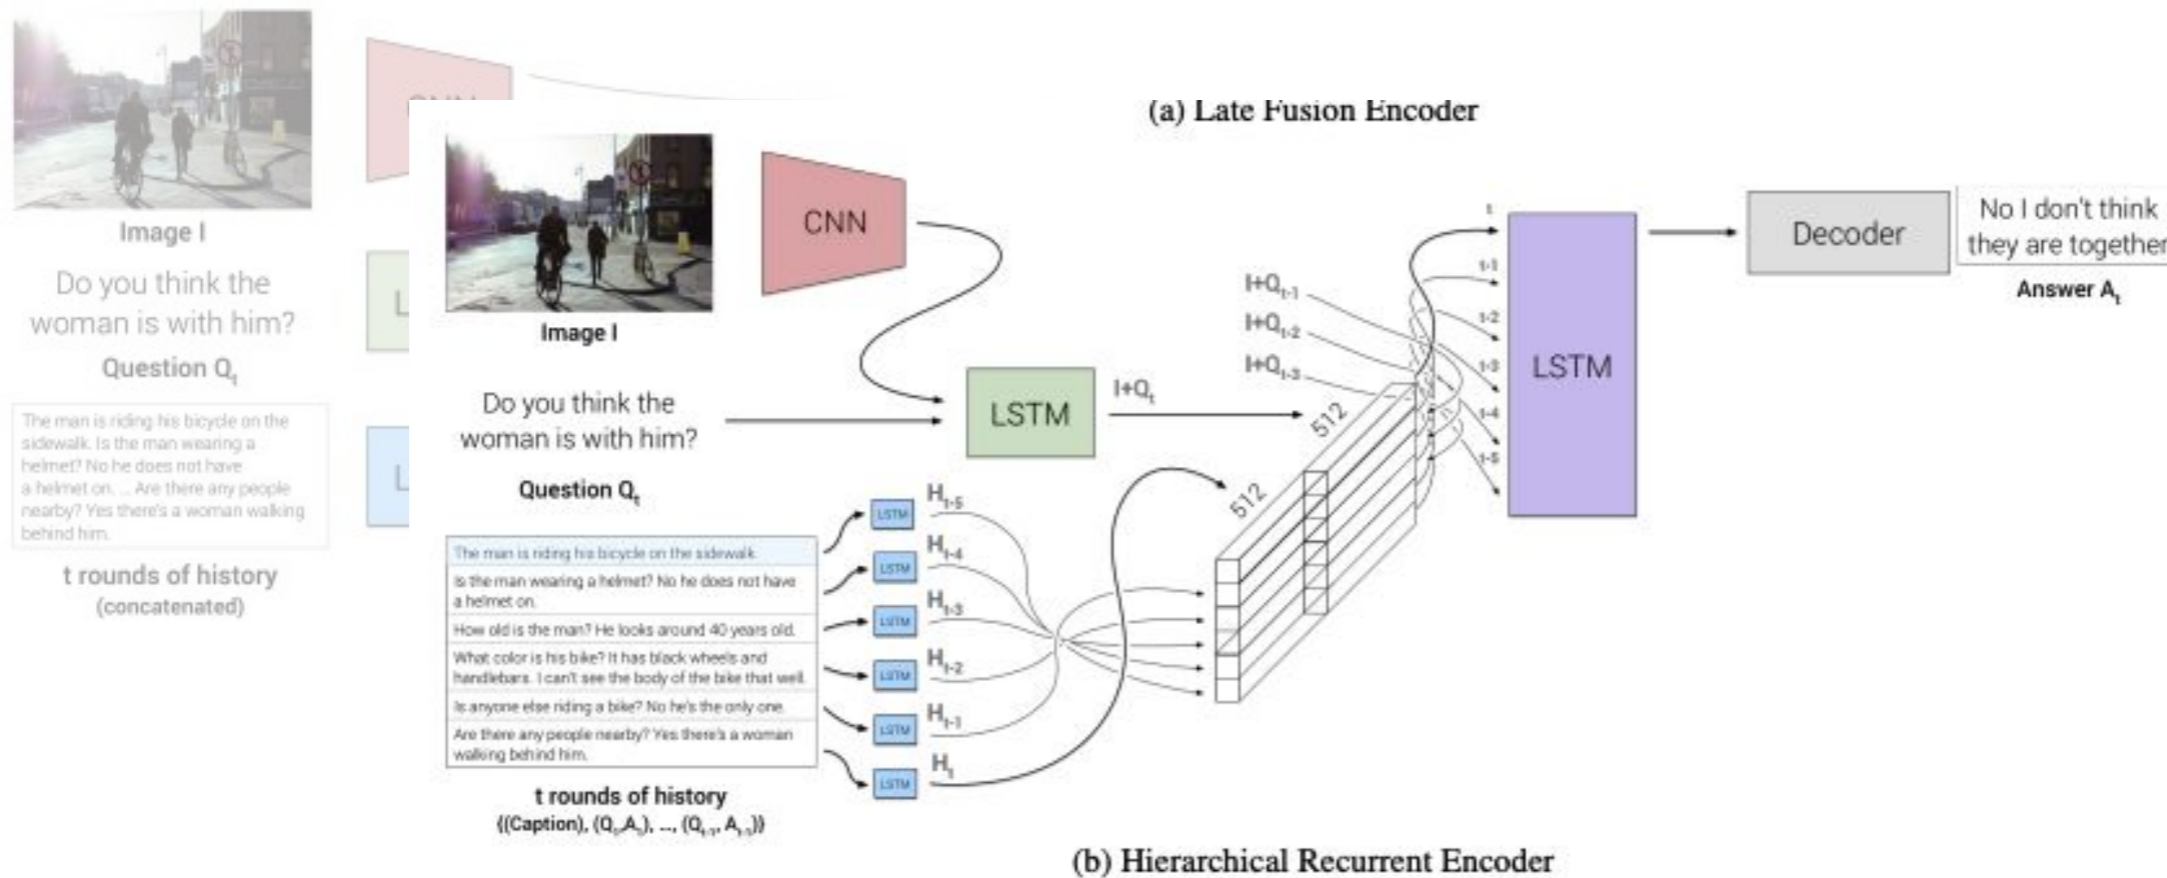 Image I
Do you think the
woman is with him?
Question Qt
The man is riding his bicycle on the
sidewalk. Is the man wearing a
helmet? No he does not have
a helmet on. ... Are there any people
nearby? Yes there's a woman walking
behind him.
t rounds of history
(concatenated)
CNN
L
L
(a) Late Fusion Encoder
CNN
Image I
Do you think the
woman is with him?
Question Qt
LSTM
I+Qt
The man is riding his bicycle on the sidewalk.
Is the man wearing a helmet? No he does not have
a helmet on.
How old is the man? He looks around 40 years old.
What color is his bike? It has black wheels and
handlebars. I can't see the body of the bike that well.
Is anyone else riding a bike? No he's the only one.
Are there any people nearby? Yes there's a woman
walking behind him.
t rounds of history
{(Caption), (Q1,A1), ..., (Qt-1, At-1)}
LSTM
LSTM
LSTM
LSTM
LSTM
LSTM
Ht-5
Ht-4
Ht-3
Ht-2
Ht-1
Ht
512
512
I+Qt-1
I+Qt-2
I+Qt-3
t
t-1
t-2
t-3
t-4
t-5
LSTM
Decoder
No I don't think
they are together
Answer At
(b) Hierarchical Recurrent Encoder